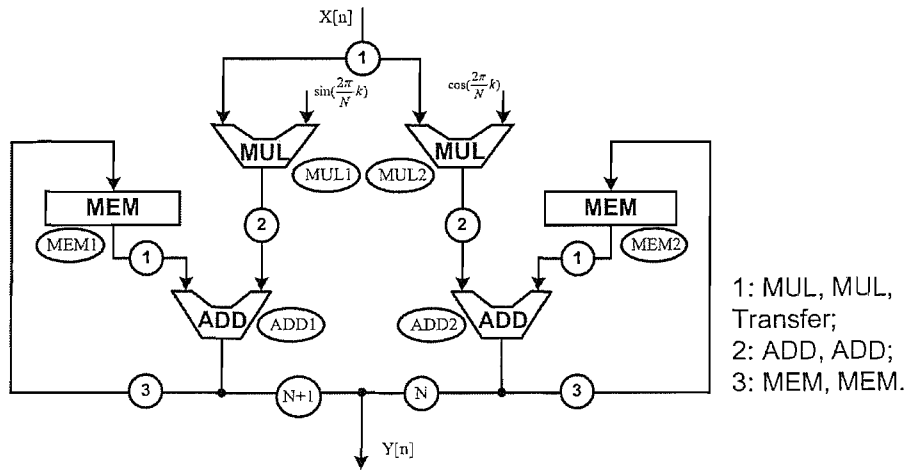 X[n]
1
sin(2π/N k)
cos(2π/N k)
MUL
MUL
MUL1
MUL2
MEM
MEM
MEM1
1
2
2
1
MEM2
ADD
ADD1
ADD2
ADD
1: MUL, MUL,
Transfer;
2: ADD, ADD;
3: MEM, MEM.
3
N+1
N
3
Y[n]